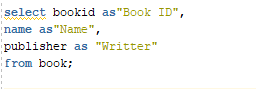 select bookid as"Book ID",
name as"Name",
publisher as "Writter"
from book;